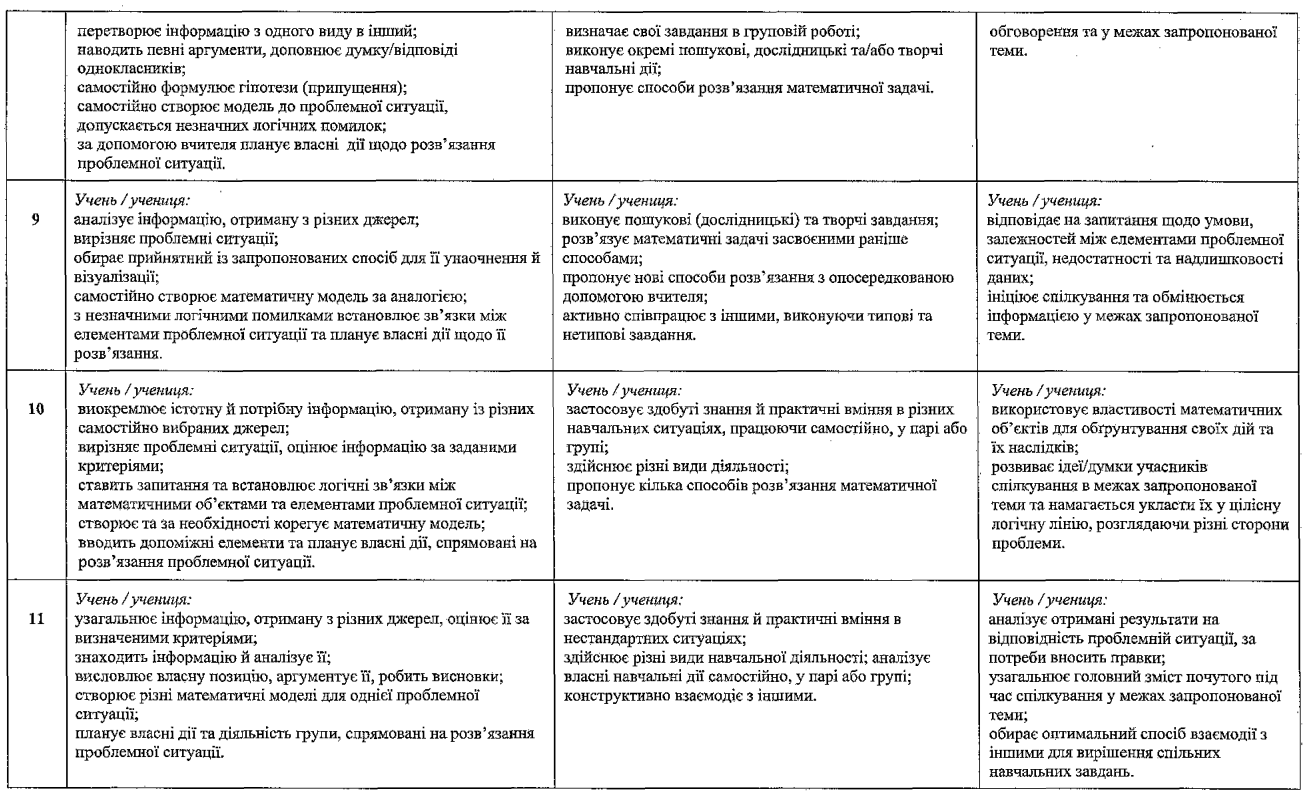 перетворює інформацію з одного виду в інший;
наводить певні аргументи, доповнює думку/відповіді
однокласників;
самостійно формулює гіпотези (припущення);
самостійно створює модель до проблемної ситуації,
допускається незначних логічних помилок;
за допомогою вчителя планує власні дії щодо розв’язання
проблемної ситуації.
визначає свої завдання в груповій роботі;
виконує окремі пошукові, дослідницькі та/або творчі
навчальні дії;
пропонує способи розв’язання математичної задачі.
обговорення та у межах запропонованої
теми.
9
Учень / учениця:
аналізує інформацію, отриману з різних джерел;
вирізняє проблемні ситуації;
обирає прийнятний із запропонованих спосіб для її унаочнення й
візуалізації;
самостійно створює математичну модель за аналогією;
з незначними логічними помилками встановлює зв’язки між
елементами проблемної ситуації та планує власні дії щодо її
розв’язання.
Учень / учениця:
виконує пошукові (дослідницькі) та творчі завдання;
розв’язує математичні задачі засвоєними раніше
способами;
пропонує нові способи розв’язання з опосередкованою
допомогою вчителя;
активно співпрацює з іншими, виконуючи типові та
нетипові завдання.
Учень / учениця:
відповідає на запитання щодо умови,
залежностей між елементами проблемної
ситуації, недостатності та надлишковості
даних;
ініціює спілкування та обмінюється
інформацією у межах запропонованої
теми.
10
Учень / учениця:
виокремлює істотну й потрібну інформацію, отриману із різних
самостійно вибраних джерел;
вирізняє проблемні ситуації, оцінює інформацію за заданими
критеріями;
ставить запитання та встановлює логічні зв’язки між
математичними об’єктами та елементами проблемної ситуації;
створює та за необхідності корегує математичну модель;
вводить допоміжні елементи та планує власні дії, спрямовані на
розв’язання проблемної ситуації.
Учень / учениця:
застосовує здобуті знання й практичні вміння в різних
навчальних ситуаціях, працюючи самостійно, у парі або
групі;
здійснює різні види діяльності;
пропонує кілька способів розв’язання математичної
задачі.
Учень / учениця:
використовує властивості математичних
об’єктів для обґрунтування своїх дій та
їх наслідків;
розвиває ідеї/думки учасників
спілкування в межах запропонованої
теми та намагається укласти їх у цілісну
логічну лінію, розглядаючи різні сторони
проблеми.
11
Учень / учениця:
узагальнює інформацію, отриману з різних джерел, оцінює її за
визначеними критеріями;
знаходить інформацію й аналізує її;
висловлює власну позицію, аргументує її, робить висновки;
створює різні математичні моделі для однієї проблемної
ситуації;
планує власні дії та діяльність групи, спрямовані на розв’язання
проблемної ситуації.
Учень / учениця:
застосовує здобуті знання й практичні вміння в
нестандартних ситуаціях;
здійснює різні види навчальної діяльності; аналізує
власні навчальні дії самостійно, у парі або групі;
конструктивно взаємодіє з іншими.
Учень / учениця:
аналізує отримані результати на
відповідність проблемній ситуації, за
потреби вносить правки;
узагальнює головний зміст почутого під
час спілкування у межах запропонованої
теми;
обирає оптимальний спосіб взаємодії з
іншими для вирішення спільних
навчальних завдань.